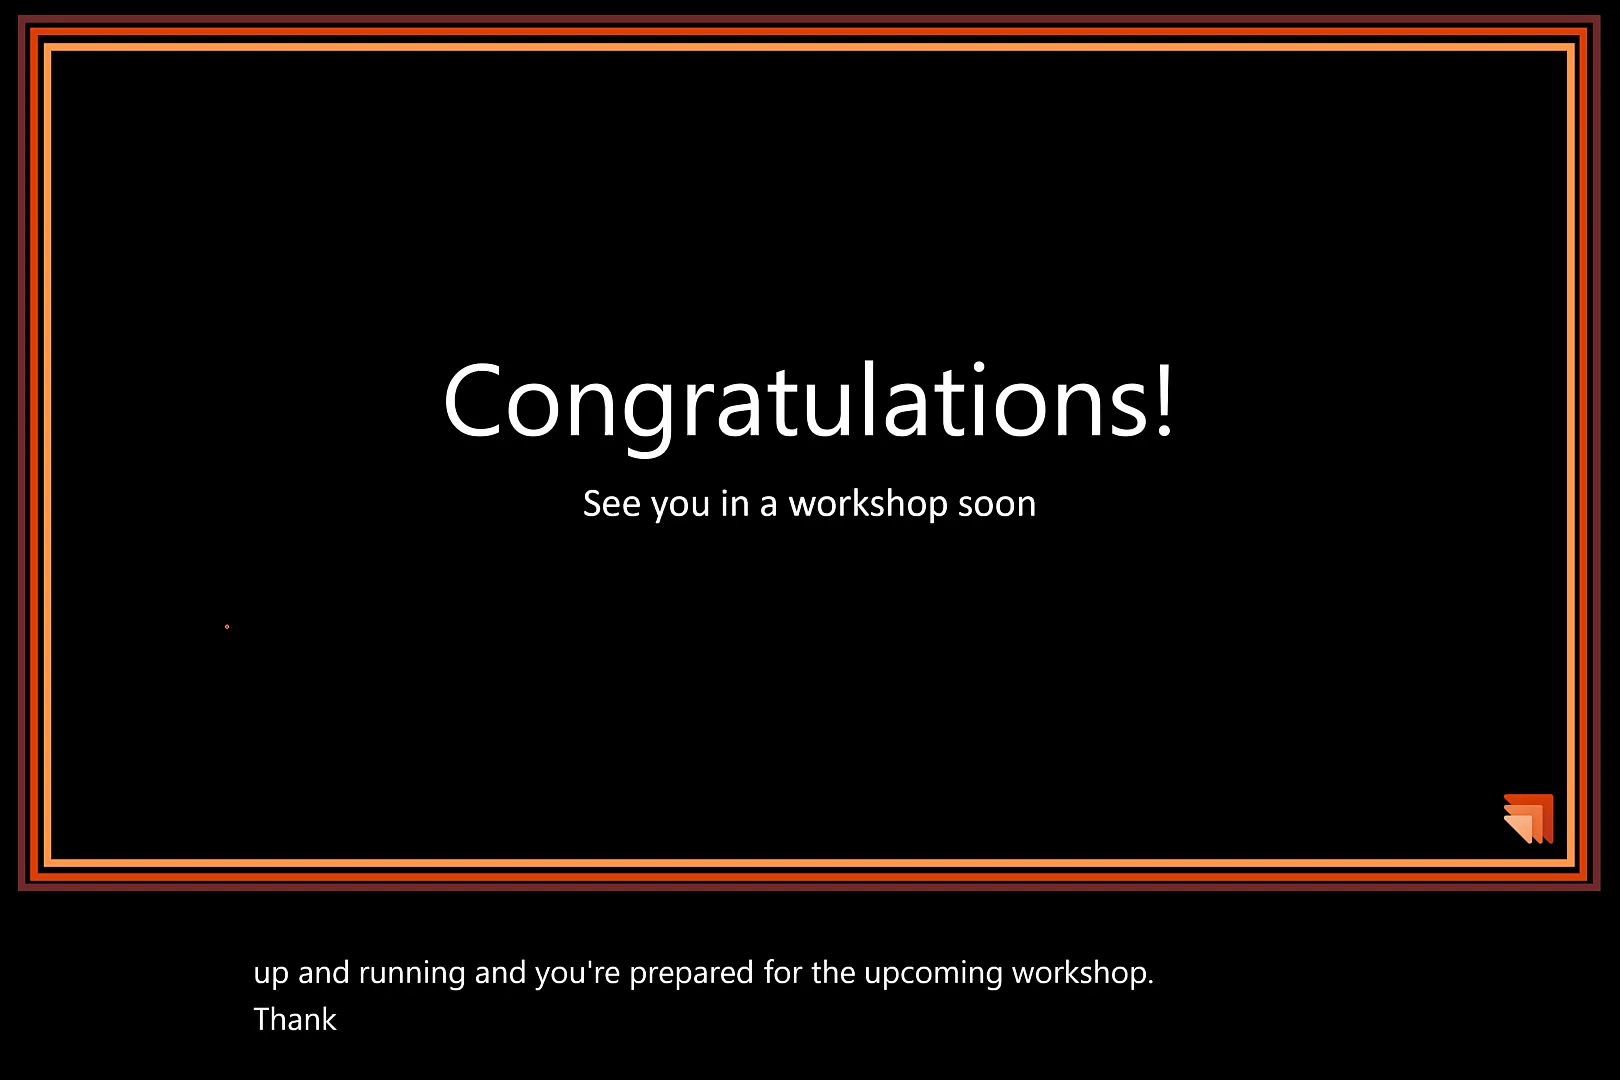 Congratulations!
See you in a workshop soon
up and running and you're prepared for the upcoming workshop.
Thank